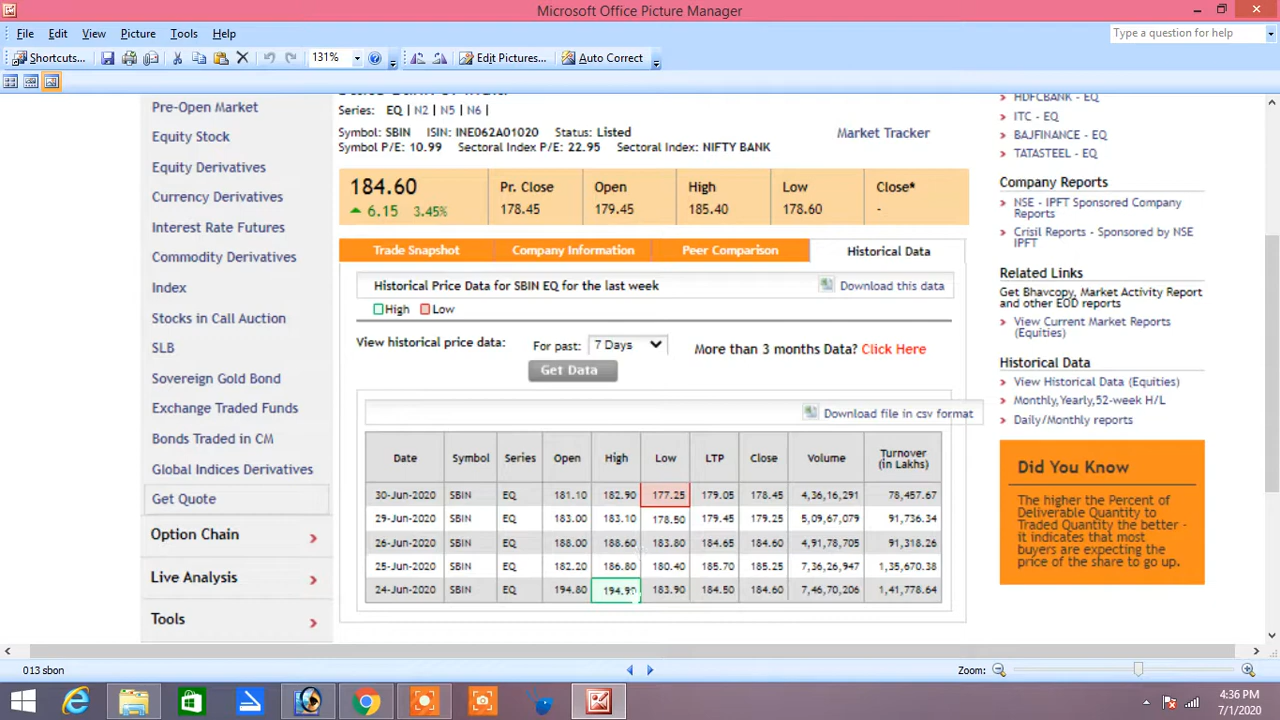 Microsoft Office Picture Manager
File Edit View Picture Tools Help
Type a question for help
Shortcuts... 131% Edit Pictures... Auto Correct
Pre-Open Market
Equity Stock
Equity Derivatives
Currency Derivatives
Interest Rate Futures
Commodity Derivatives
Index
Stocks in Call Auction
SLB
Sovereign Gold Bond
Exchange Traded Funds
Bonds Traded in CM
Global Indices Derivatives
Get Quote
Option Chain
Live Analysis
Tools
Series: EQ | N2 | N5 | N6 |
Symbol: SBIN ISIN: INE062A01020 Status: Listed
Market Tracker
Symbol P/E: 10.99 Sectoral Index P/E: 22.95 Sectoral Index: NIFTY BANK
184.60 Pr. Close Open High Low Close*
6.15 3.45% 178.45 179.45 185.40 178.60 -
Trade Snapshot Company Information Peer Comparison Historical Data
Historical Price Data for SBIN EQ for the last week Download this data
High Low
View historical price data: For past: 7 Days More than 3 months Data? Click Here
Get Data
Download file in csv format
Date Symbol Series Open High Low LTP Close Volume Turnover (in Lakhs)
30-Jun-2020 SBIN EQ 181.10 182.90 177.25 179.05 178.45 4,36,16,291 78,457.67
29-Jun-2020 SBIN EQ 183.00 183.10 178.50 179.45 179.25 5,09,67,079 91,736.34
26-Jun-2020 SBIN EQ 188.00 188.60 183.80 184.65 184.60 4,91,78,705 91,318.26
25-Jun-2020 SBIN EQ 182.20 186.80 180.40 185.70 185.25 7,36,26,947 1,35,670.38
24-Jun-2020 SBIN EQ 194.80 194.90 183.90 184.50 184.60 7,46,70,206 1,41,778.64
HDFCBANK - EQ
ITC - EQ
BAJFINANCE - EQ
TATASTEEL - EQ
Company Reports
NSE - IPFT Sponsored Company
Reports
Crisil Reports - Sponsored by NSE
IPFT
Related Links
Get Bhavcopy, Market Activity Report
and other EOD reports
View Current Market Reports
(Equities)
Historical Data
View Historical Data (Equities)
Monthly,Yearly,52-week H/L
Daily/Monthly reports
Did You Know
The higher the Percent of
Deliverable Quantity to
Traded Quantity the better -
it indicates that most
buyers are expecting the
price of the share to go up.
013 sbon
Zoom:
4:36 PM
7/1/2020